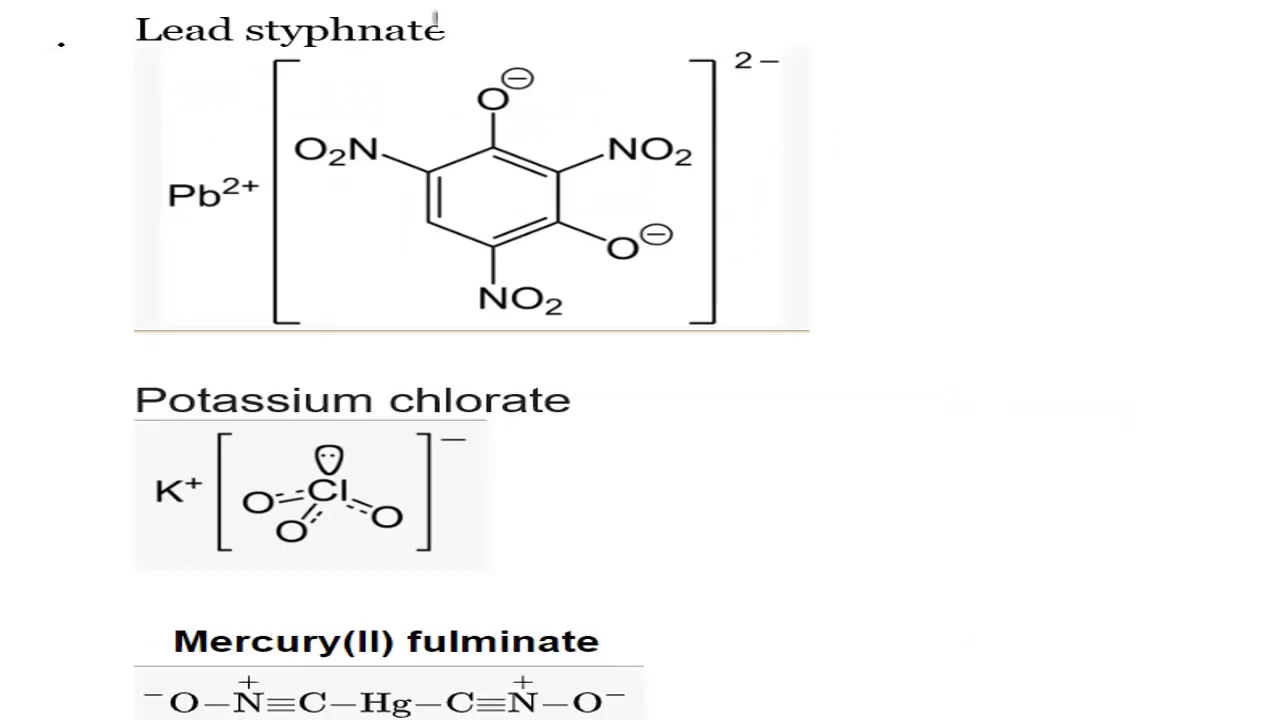 Lead styphnate
2−
O⊖
O₂N
NO₂
Pb²⁺
O⊖
NO₂
Potassium chlorate
−
K⁺
Cl
O
O
O
Mercury(II) fulminate
⁻O−N⁺≡C−Hg−C≡N⁺−O⁻